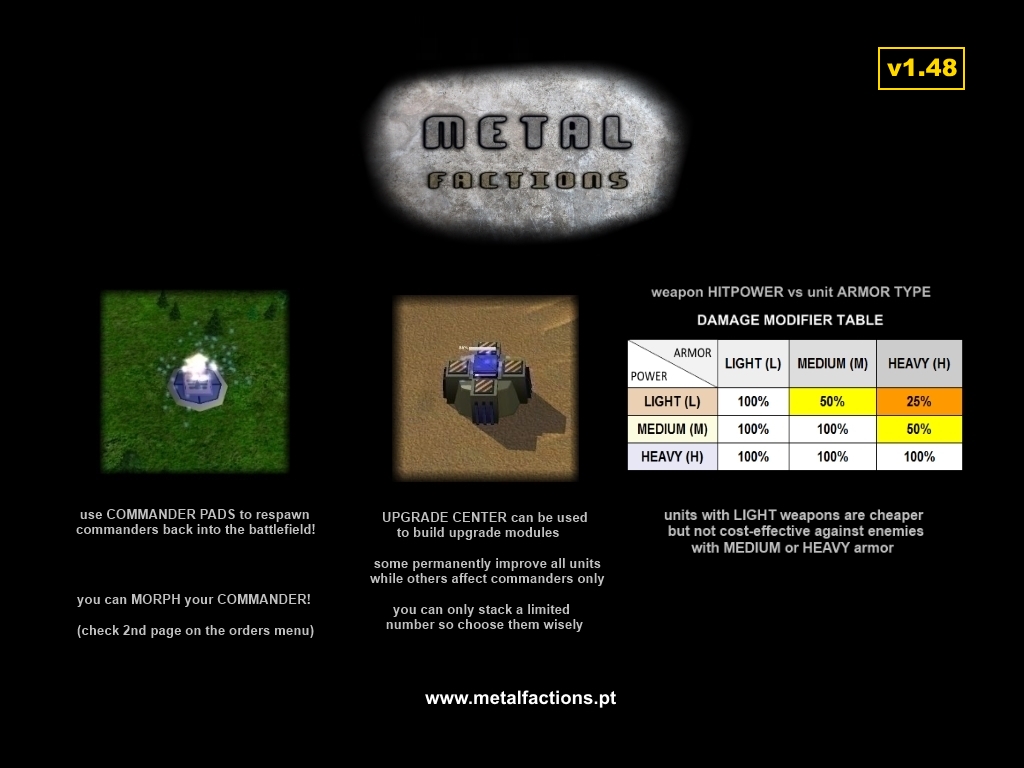 v1.48
METAL
FACTIONS
weapon HITPOWER vs unit ARMOR TYPE
DAMAGE MODIFIER TABLE
ARMOR
POWER
LIGHT (L) MEDIUM (M) HEAVY (H)
LIGHT (L) 100% 50% 25%
MEDIUM (M) 100% 100% 50%
HEAVY (H) 100% 100% 100%
use COMMANDER PADS to respawn
commanders back into the battlefield!
you can MORPH your COMMANDER!
(check 2nd page on the orders menu)
UPGRADE CENTER can be used
to build upgrade modules
some permanently improve all units
while others affect commanders only
you can only stack a limited
number so choose them wisely
units with LIGHT weapons are cheaper
but not cost-effective against enemies
with MEDIUM or HEAVY armor
www.metalfactions.pt